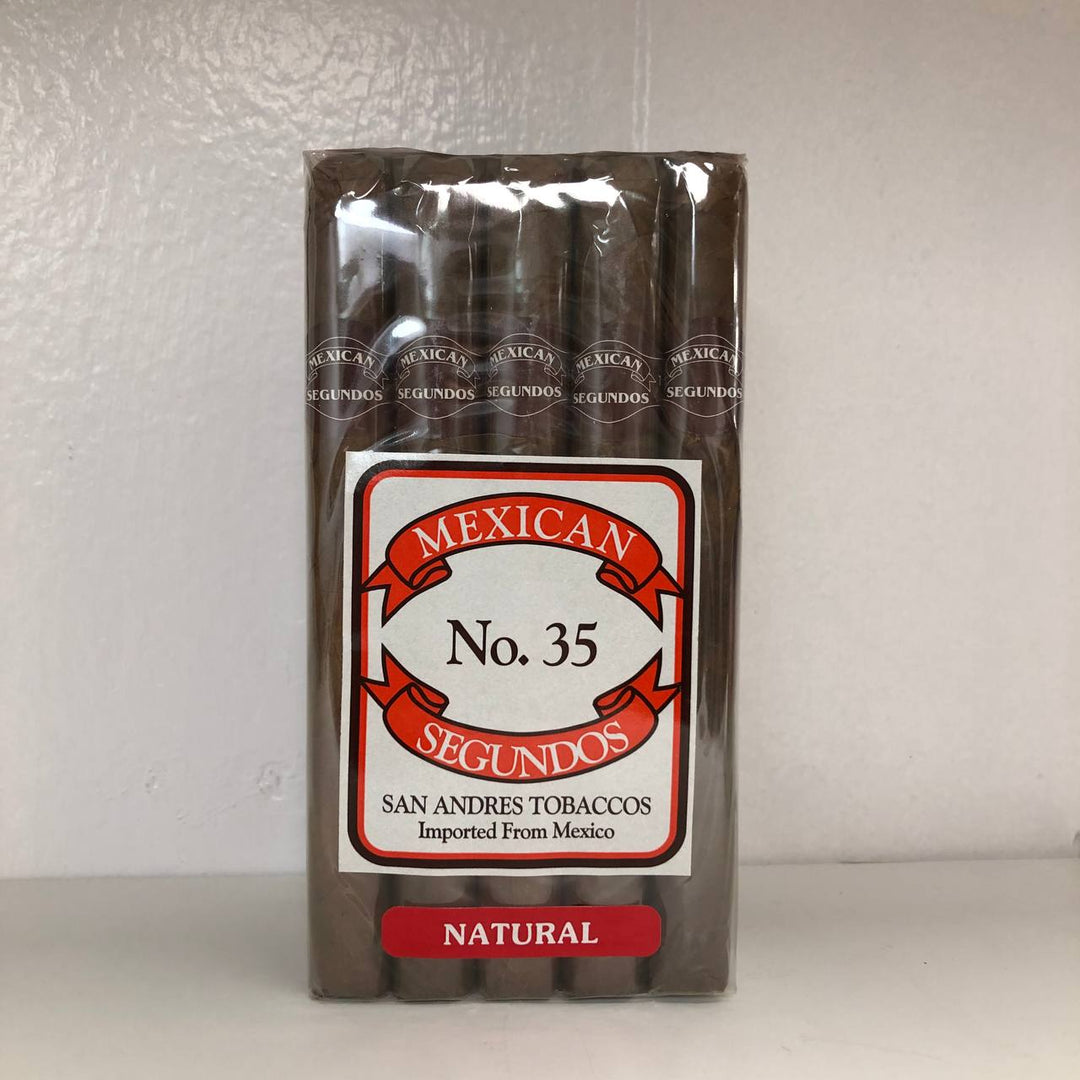 MEXICAN MEXICAN MEXICAN MEXICAN MEXICAN
SEGUNDOS SEGUNDOS SEGUNDOS SEGUNDOS SEGUNDOS
MEXICAN
No. 35
SEGUNDOS
SAN ANDRES TOBACCOS
Imported From Mexico
NATURAL